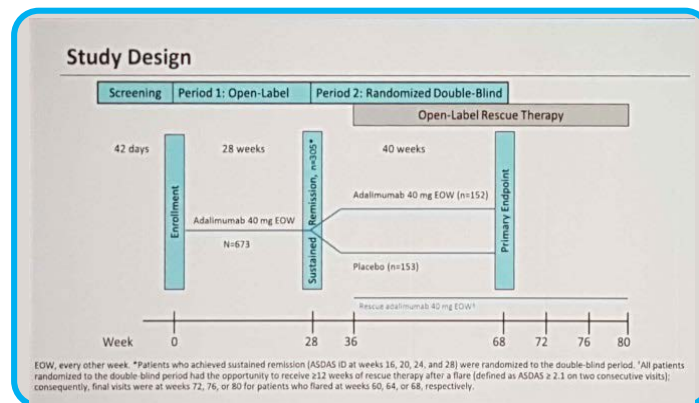 Study Design
Screening Period 1: Open-Label Period 2: Randomized Double-Blind
Open-Label Rescue Therapy
42 days 28 weeks 40 weeks
Enrollment
Adalimumab 40 mg EOW
N=673
Sustained Remission, n=305*
Adalimumab 40 mg EOW (n=152)
Placebo (n=153)
Primary Endpoint
Rescue adalimumab 40 mg EOW†
Week 0 28 36 68 72 76 80
EOW, every other week. *Patients who achieved sustained remission (ASDAS ID at weeks 16, 20, 24, and 28) were randomized to the double-blind period. †All patients
randomized to the double-blind period had the opportunity to receive ≥12 weeks of rescue therapy after a flare (defined as ASDAS ≥ 2.1 on two consecutive visits);
consequently, final visits were at weeks 72, 76, or 80 for patients who flared at weeks 60, 64, or 68, respectively.